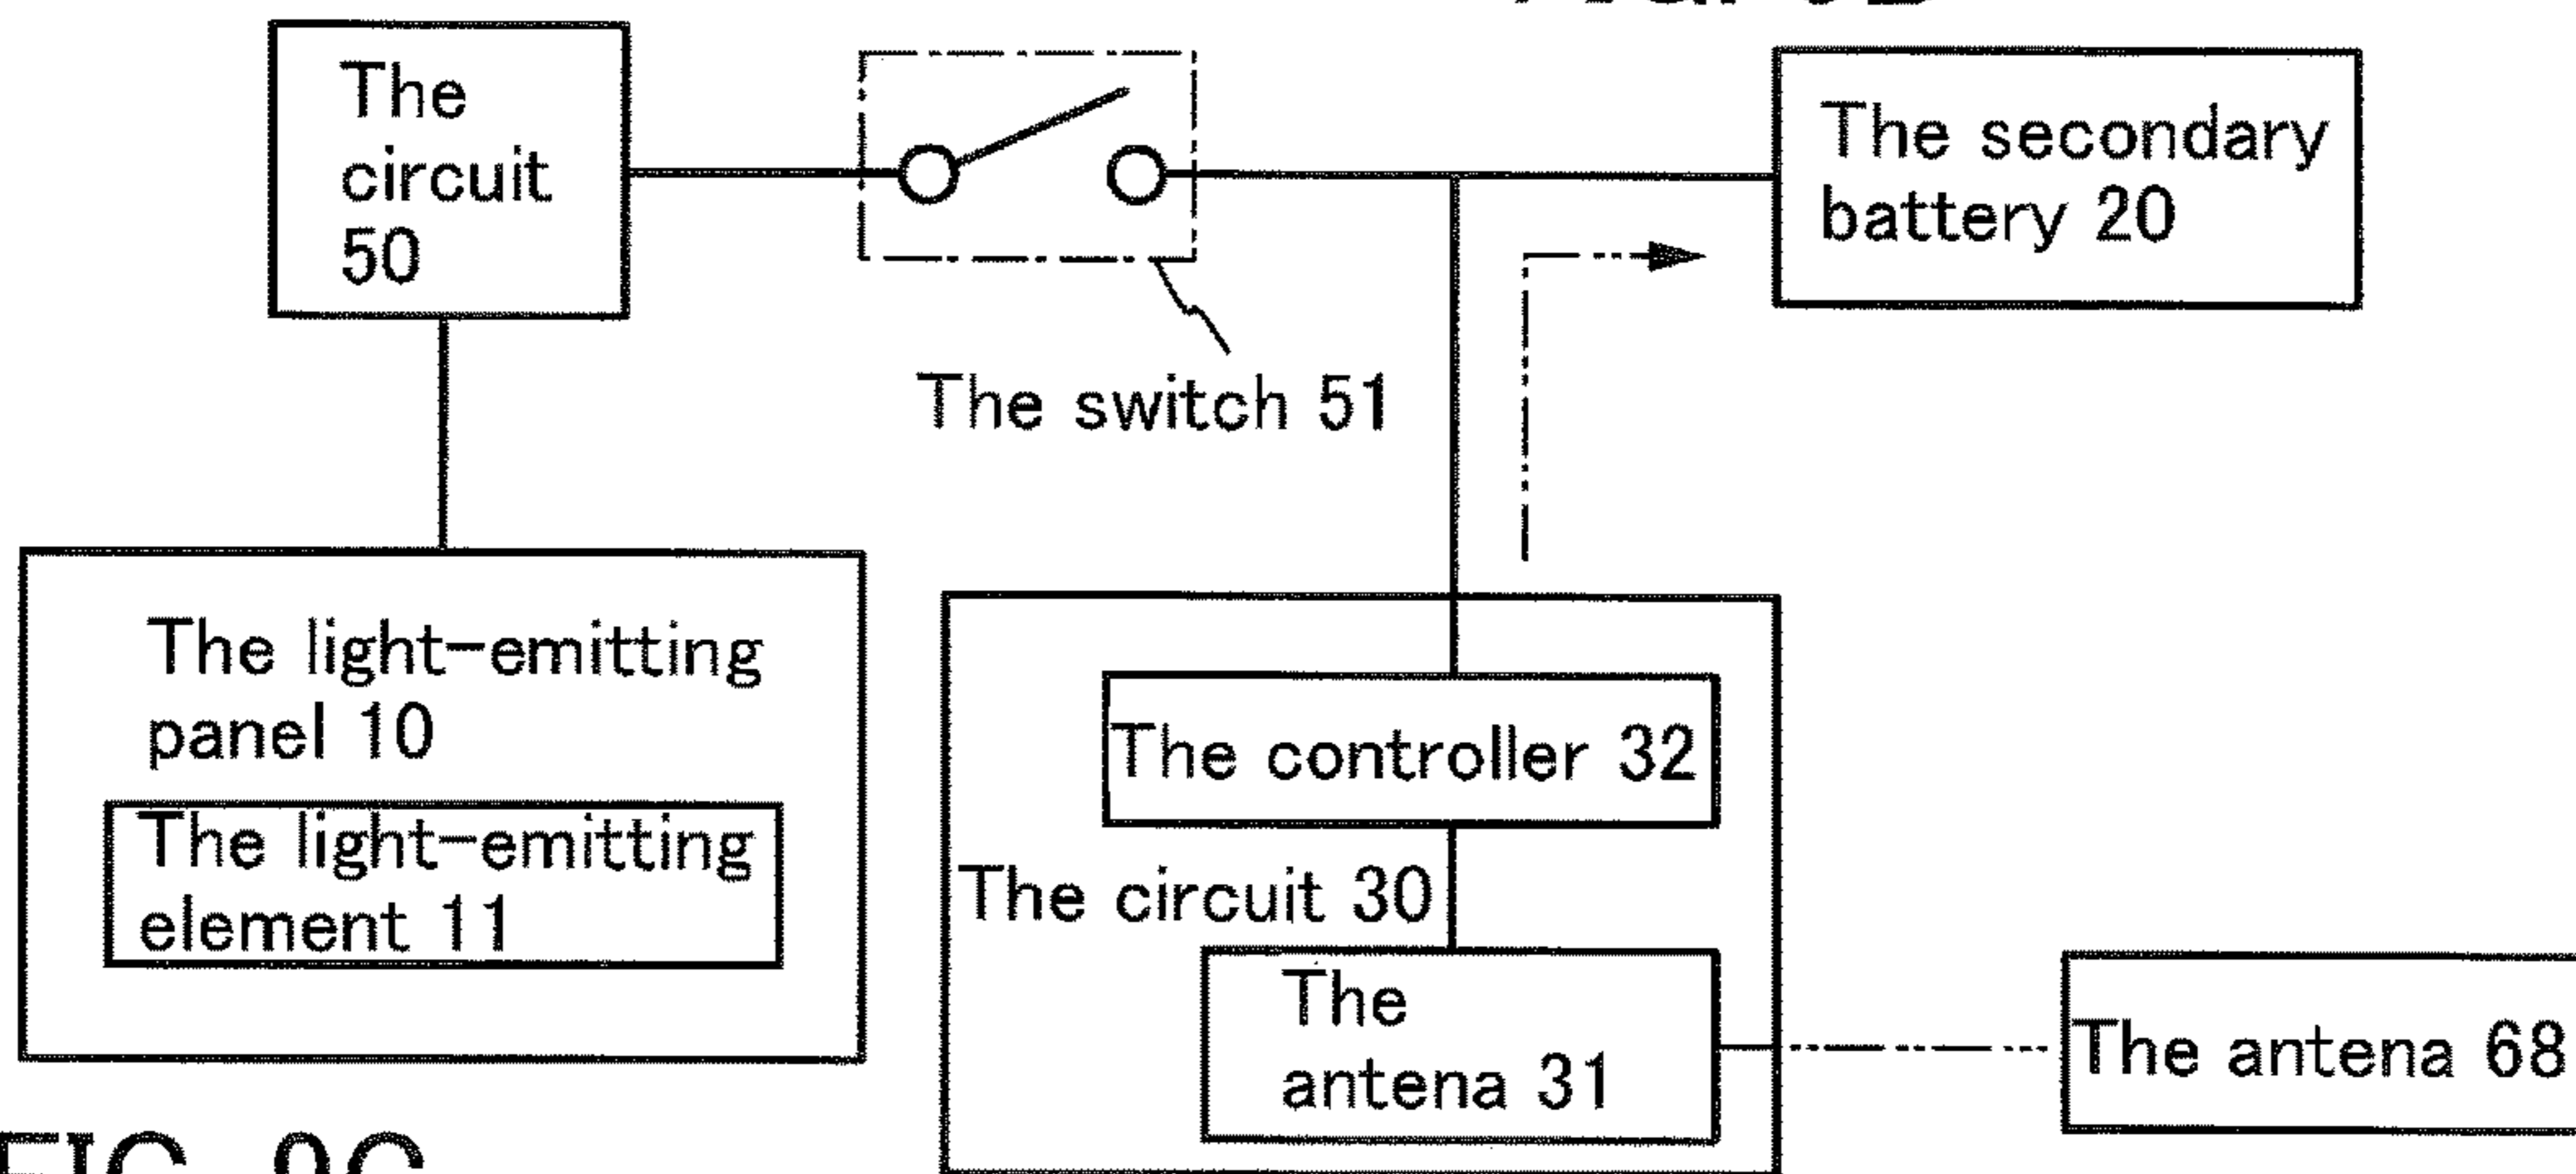 The
circuit
50
The secondary
battery 20
The switch 51
The light-emitting
panel 10
The light-emitting
element 11
The controller 32
The circuit 30
The
antena 31
The antena 68